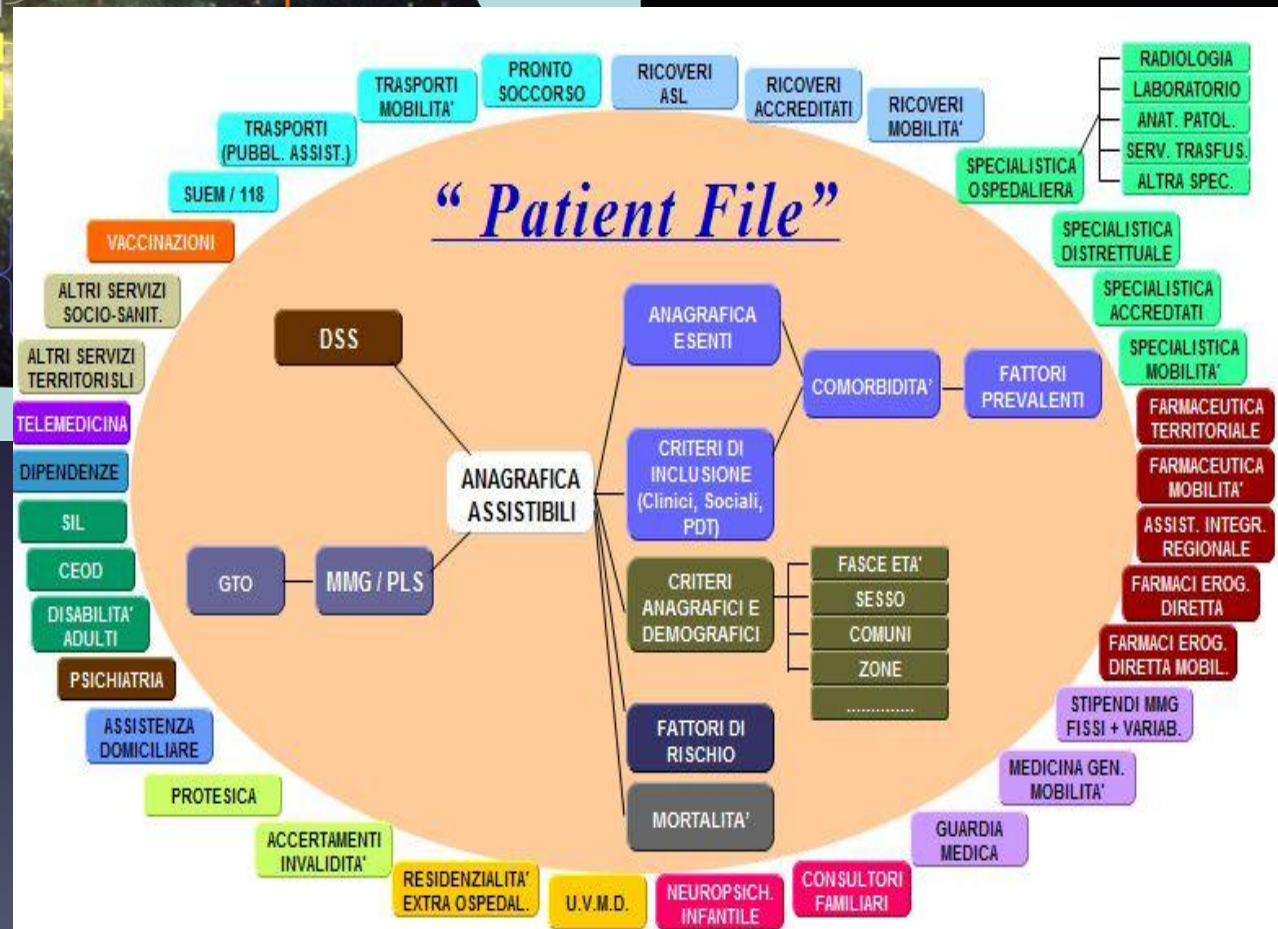 RADIOLOGIA
LABORATORIO
ANAT. PATOL.
SERV. TRASFUS.
ALTRA SPEC.
PRONTO
SOCCORSO
RICOVERI
ASL
RICOVERI
ACCREDITATI
RICOVERI
MOBILITA'
TRASPORTI
MOBILITA'
TRASPORTI
(PUBBL. ASSIST.)
SUEM / 118
VACCINAZIONI
ALTRI SERVIZI
SOCIO-SANIT.
ALTRI SERVIZI
TERRITORISLI
TELEMEDICINA
DIPENDENZE
SIL
CEOD
DISABILITA'
ADULTI
PSICHIATRIA
ASSISTENZA
DOMICILIARE
PROTESICA
ACCERTAMENTI
INVALIDITA'
RESIDENZIALITA'
EXTRA OSPEDAL.
U.V.M.D.
NEUROPSICH.
INFANTILE
CONSULTORI
FAMILIARI
GUARDIA
MEDICA
MEDICINA GEN.
MOBILITA'
STIPENDI MMG
FISSI + VARIAB.
FARMACI EROG.
DIRETTA MOBIL.
FARMACI EROG.
DIRETTA
ASSIST. INTEGR.
REGIONALE
FARMACEUTICA
MOBILITA'
FARMACEUTICA
TERRITORIALE
SPECIALISTICA
MOBILITA'
SPECIALISTICA
ACCREDTATI
SPECIALISTICA
DISTRETTUALE
SPECIALISTICA
OSPEDALIERA
“ Patient File”
DSS
ANAGRAFICA
ASSISTIBILI
GTO
MMG / PLS
ANAGRAFICA
ESENTI
CRITERI DI
INCLUSIONE
(Clinici, Sociali,
PDT)
COMORBIDITA'
FATTORI
PREVALENTI
CRITERI
ANAGRAFICI E
DEMOGRAFICI
FASCE ETA'
SESSO
COMUNI
ZONE
..............
FATTORI DI
RISCHIO
MORTALITA'